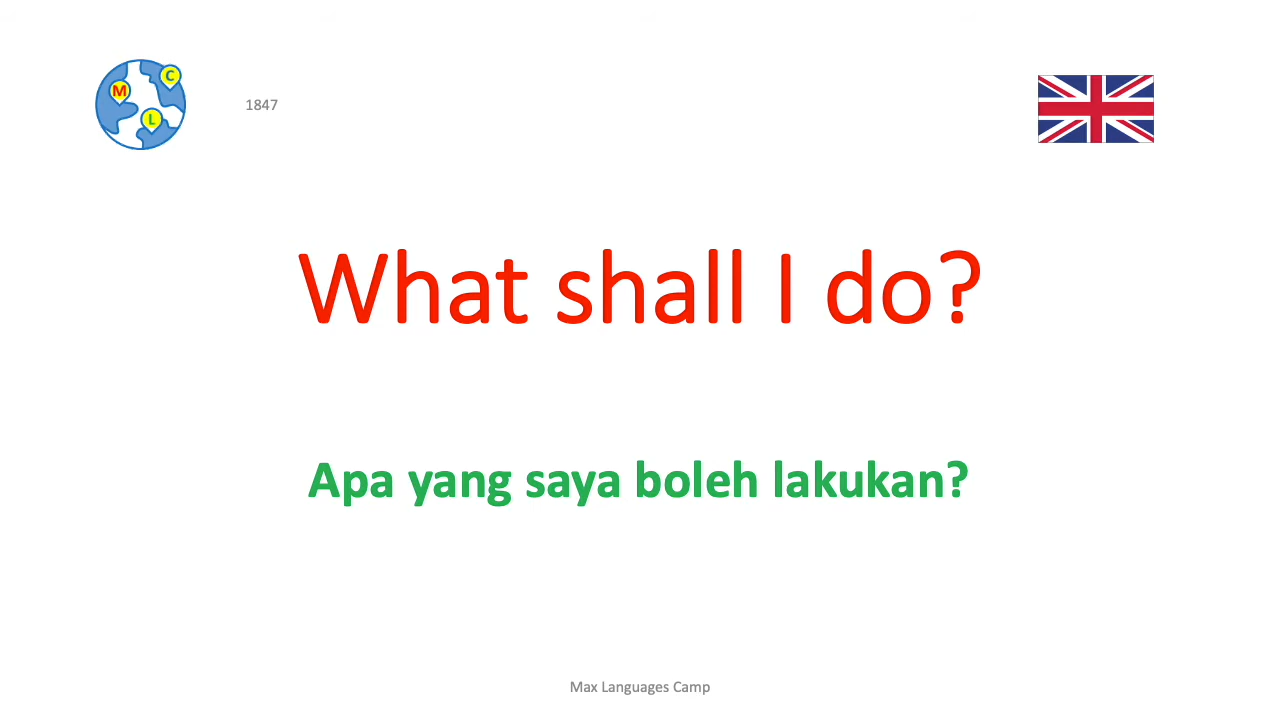 C
M
L
1847
What shall I do?
Apa yang saya boleh lakukan?
Max Languages Camp